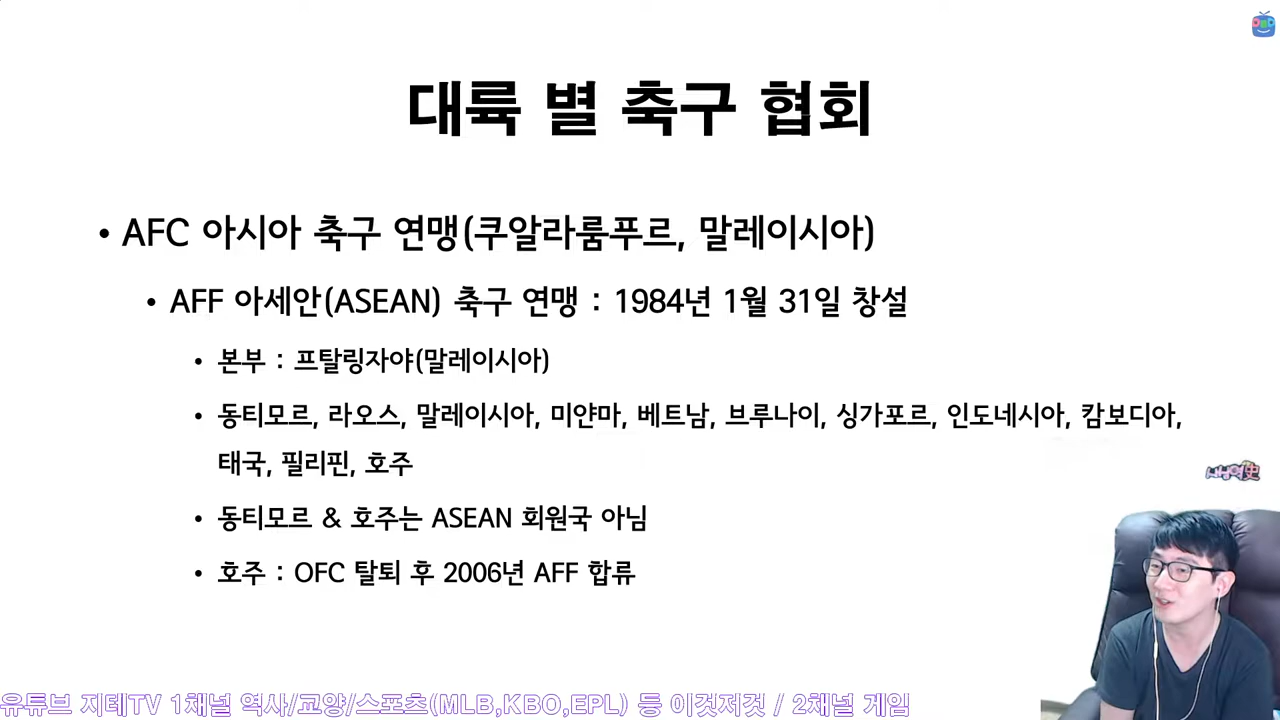 대륙 별 축구 협회
• AFC 아시아 축구 연맹(쿠알라룸푸르, 말레이시아)
• AFF 아세안(ASEAN) 축구 연맹 : 1984년 1월 31일 창설
• 본부 : 프탈링자야(말레이시아)
• 동티모르, 라오스, 말레이시아, 미얀마, 베트남, 브루나이, 싱가포르, 인도네시아, 캄보디아,
태국, 필리핀, 호주
• 동티모르 & 호주는 ASEAN 회원국 아님
• 호주 : OFC 탈퇴 후 2006년 AFF 합류
유튜브 지테TV 1채널 역사/교양/스포츠(MLB,KBO,EPL) 등 이것저것 / 2채널 게임